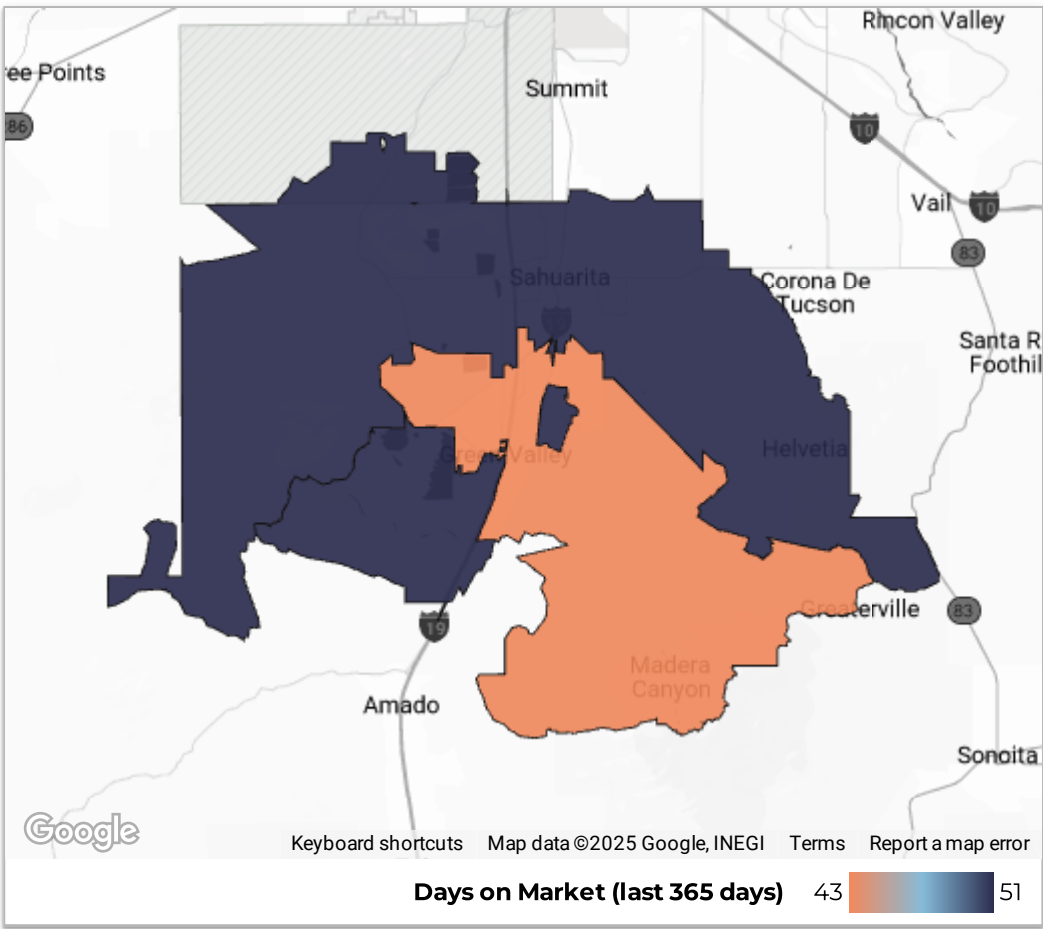 Rincon Valley
ree Points
Summit
86
10
Vail
10
83
Sahuarita
Corona De
Tucson
Santa R
Foothil
Green Valley
Helvetia
Greaterville
83
19
Madera
Canyon
Amado
Sonoita
Google
Keyboard shortcuts Map data ©2025 Google, INEGI Terms Report a map error
Days on Market (last 365 days) 43 51